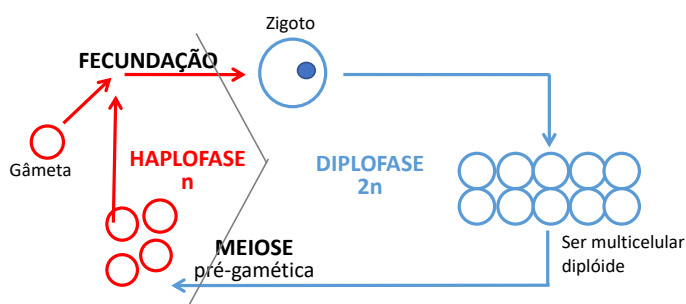 Zigoto
FECUNDAÇÃO
Gâmeta
HAPLOFASE
n
DIPLOFASE
2n
MEIOSE
pré-gamética
Ser multicelular
diplóide